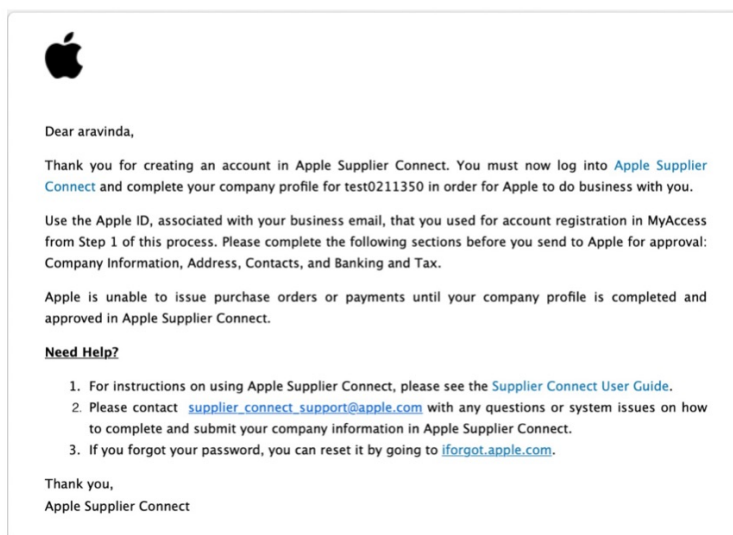 Dear aravinda,
Thank you for creating an account in Apple Supplier Connect. You must now log into Apple Supplier
Connect and complete your company profile for test0211350 in order for Apple to do business with you.
Use the Apple ID, associated with your business email, that you used for account registration in MyAccess
from Step 1 of this process. Please complete the following sections before you send to Apple for approval:
Company Information, Address, Contacts, and Banking and Tax.
Apple is unable to issue purchase orders or payments until your company profile is completed and
approved in Apple Supplier Connect.
Need Help?
1. For instructions on using Apple Supplier Connect, please see the Supplier Connect User Guide.
2. Please contact supplier_connect_support@apple.com with any questions or system issues on how
to complete and submit your company information in Apple Supplier Connect.
3. If you forgot your password, you can reset it by going to iforgot.apple.com.
Thank you,
Apple Supplier Connect